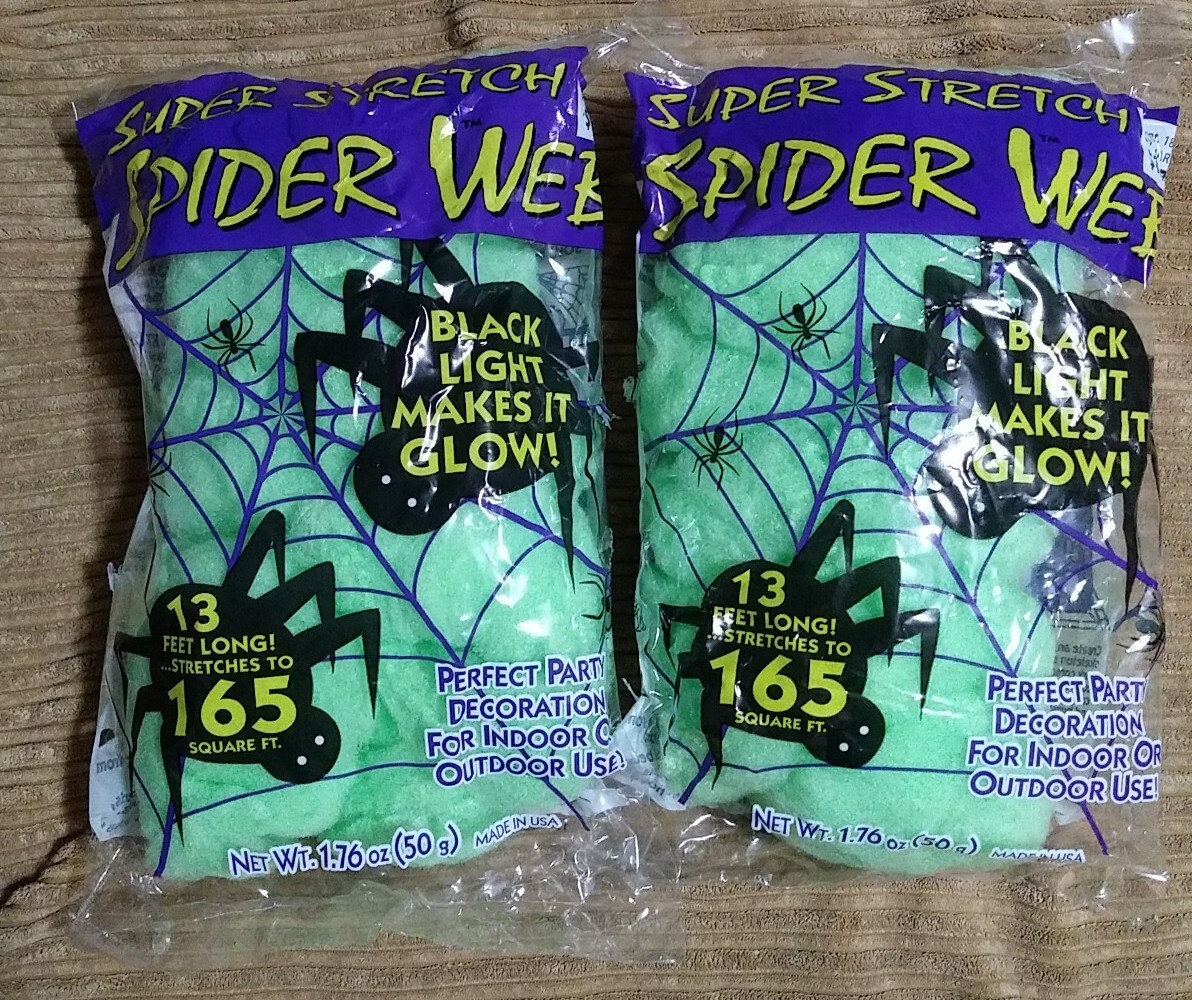 SUPER STRETCH
SPIDER WEB™
BLACK
LIGHT
MAKES IT
GLOW!
13
FEET LONG!
...STRETCHES TO
165
SQUARE FT.
PERFECT PARTY
DECORATION
FOR INDOOR O
OUTDOOR USE!
NET WT. 1.76 oz (50 g) MADE IN USA
SUPER STRETCH
SPIDER WEB™
BLACK
LIGHT
MAKES IT
GLOW!
13
FEET LONG!
...STRETCHES TO
165
SQUARE FT.
PERFECT PARTY
DECORATION
FOR INDOOR OR
OUTDOOR USE!
NET WT. 1.76 oz (50 g) MADE IN USA